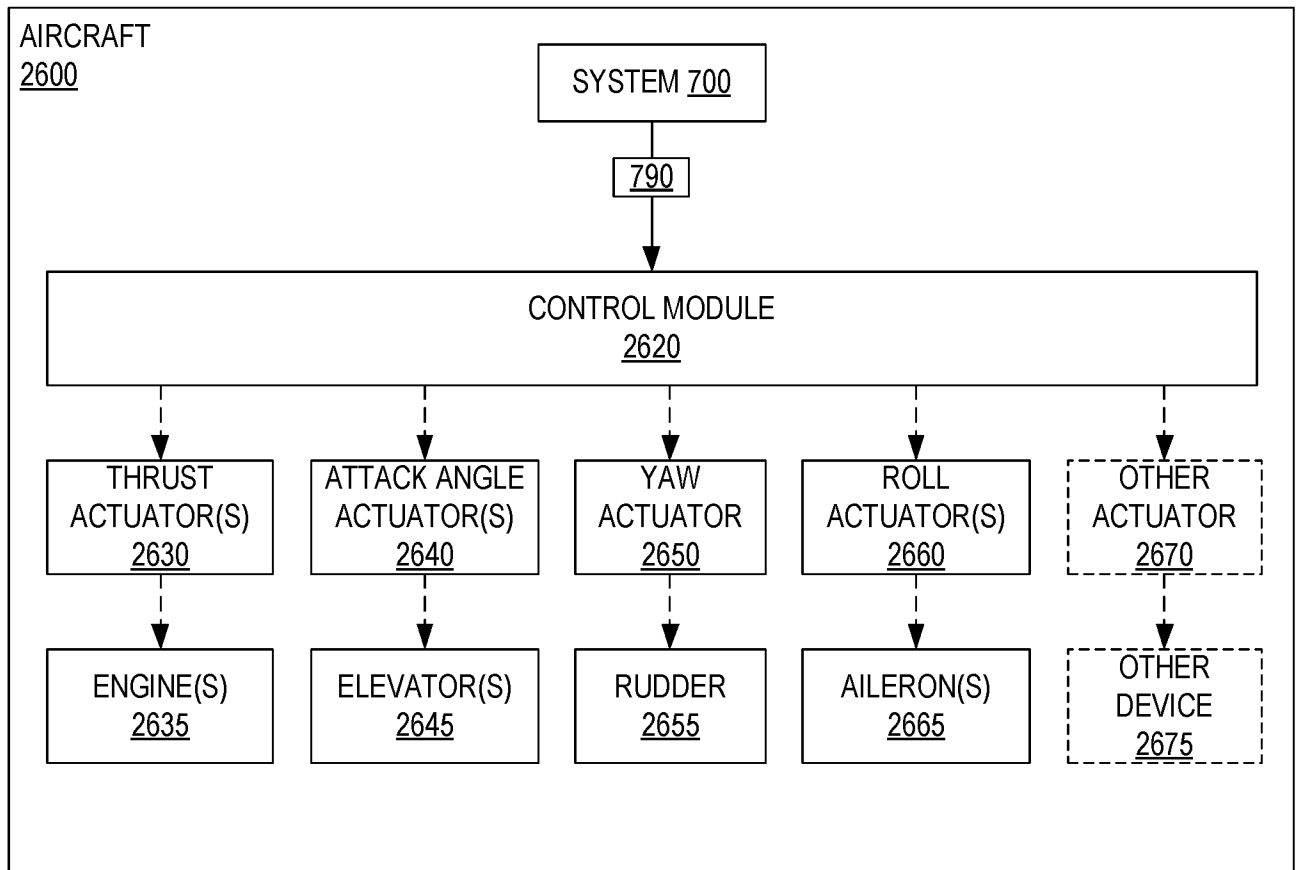 AIRCRAFT
2600
SYSTEM 700
790
CONTROL MODULE
2620
THRUST
ACTUATOR(S)
2630
ATTACK ANGLE
ACTUATOR(S)
2640
YAW
ACTUATOR
2650
ROLL
ACTUATOR(S)
2660
OTHER
ACTUATOR
2670
ENGINE(S)
2635
ELEVATOR(S)
2645
RUDDER
2655
AILERON(S)
2665
OTHER
DEVICE
2675